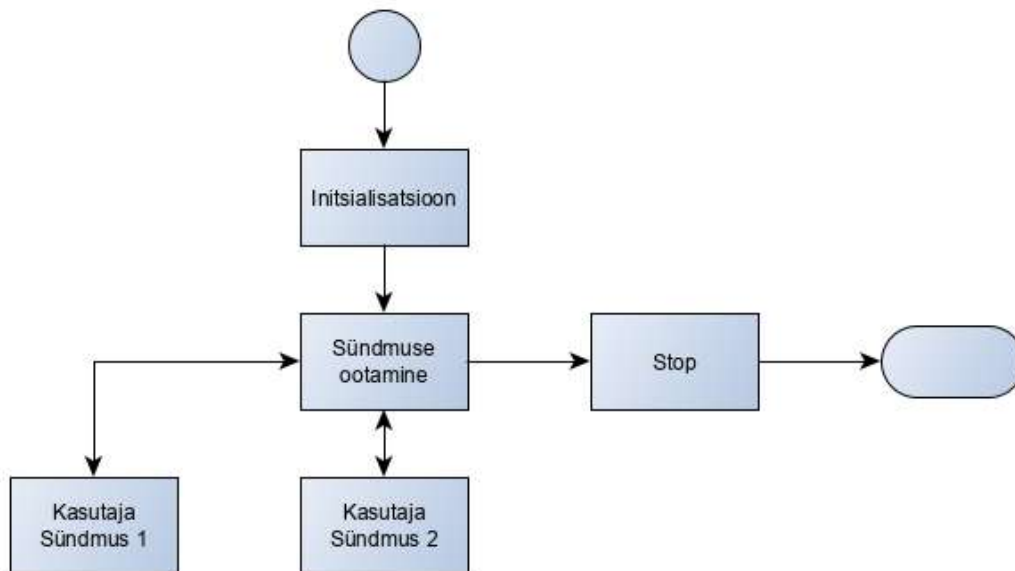 Initsialisatsioon
Sündmuse
ootamine
Stop
Kasutaja
Sündmus 1
Kasutaja
Sündmus 2